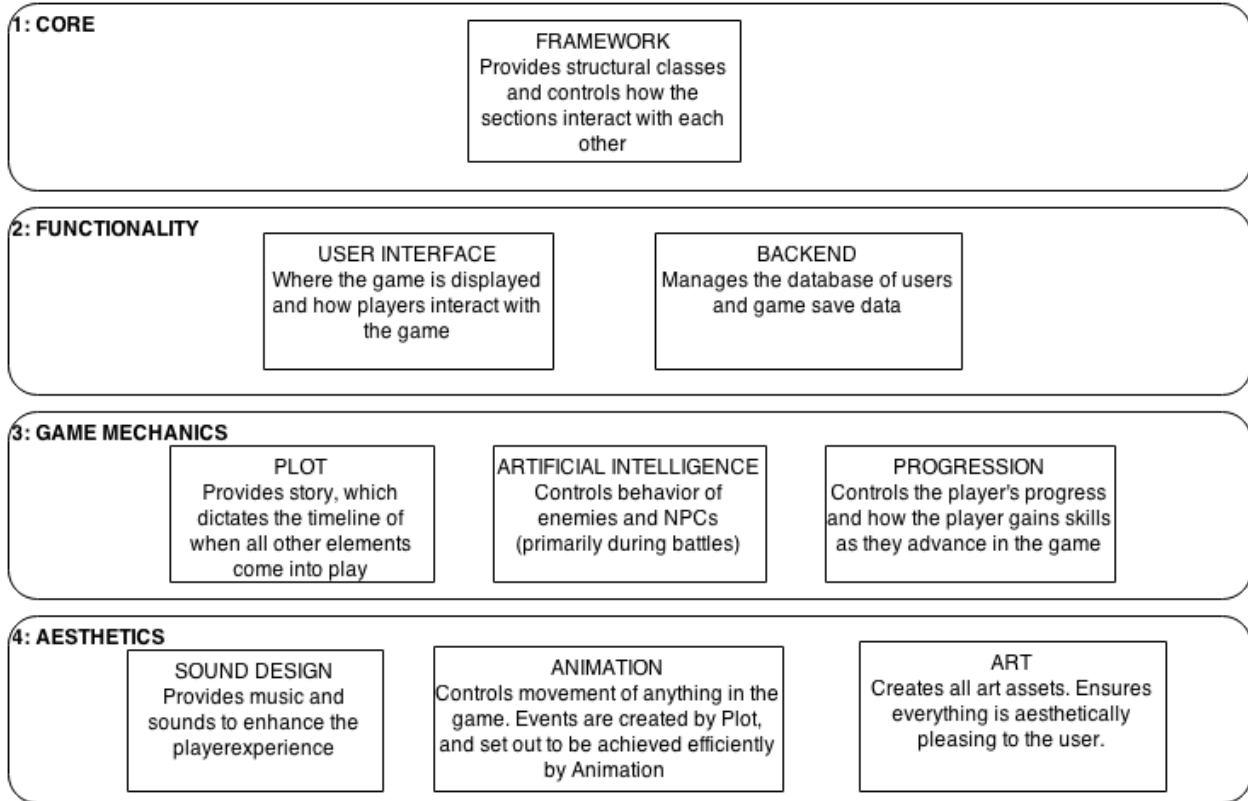 1: CORE
FRAMEWORK
Provides structural classes
and controls how the
sections interact with each
other
2: FUNCTIONALITY
USER INTERFACE
Where the game is displayed
and how players interact with
the game
BACKEND
Manages the database of users
and game save data
3: GAME MECHANICS
PLOT
Provides story, which
dictates the timeline of
when all other elements
come into play
ARTIFICIAL INTELLIGENCE
Controls behavior of
enemies and NPCs
(primarily during battles)
PROGRESSION
Controls the player's progress
and how the player gains skills
as they advance in the game
4: AESTHETICS
SOUND DESIGN
Provides music and
sounds to enhance the
playerexperience
ANIMATION
Controls movement of anything in the
game. Events are created by Plot,
and set out to be achieved efficiently
by Animation
ART
Creates all art assets. Ensures
everything is aesthetically
pleasing to the user.